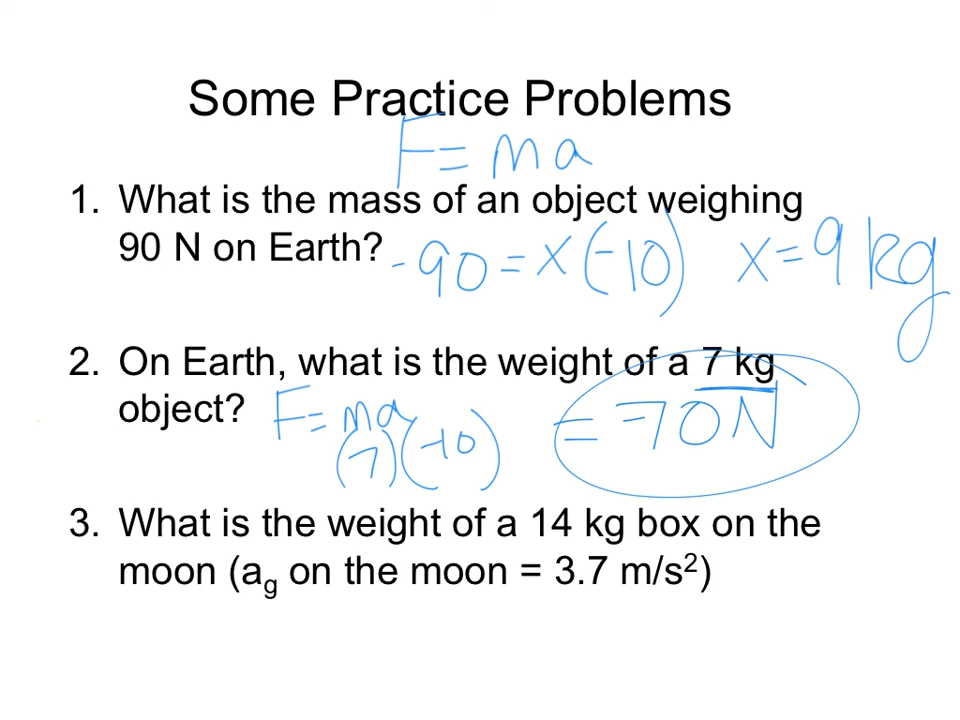 Some Practice Problems
F = ma
1. What is the mass of an object weighing
90 N on Earth?
-90 = x(-10) x = 9 kg
2. On Earth, what is the weight of a 7 kg
object?
F = ma
(7)(-10) = -70N
3. What is the weight of a 14 kg box on the
moon (ag on the moon = 3.7 m/s²)